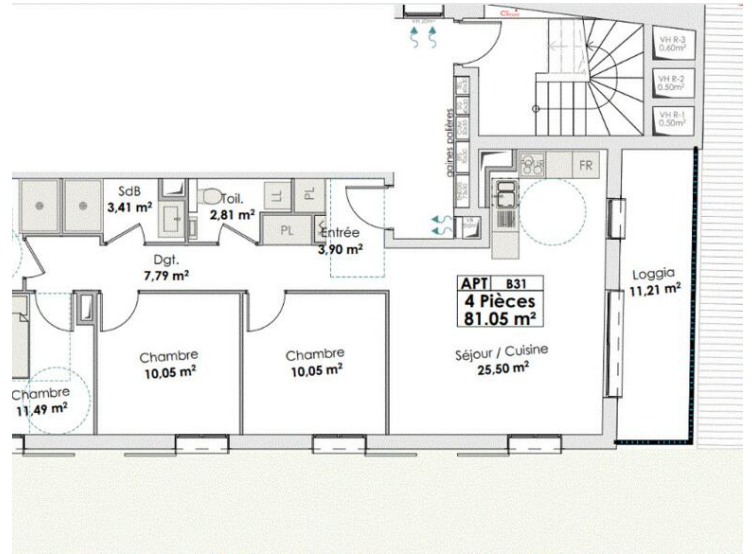 VH R-3
0.60m²
VH R-2
0.50m²
VH R-1
0.50m²
gaines palières
FR
SdB
3,41 m²
Toil.
2,81 m²
LL
PL
PL
Entrée
3,90 m²
Dgt.
7,79 m²
APT B31
4 Pièces
81.05 m²
Loggia
11,21 m²
Séjour / Cuisine
25,50 m²
Chambre
10,05 m²
Chambre
10,05 m²
Chambre
11,49 m²